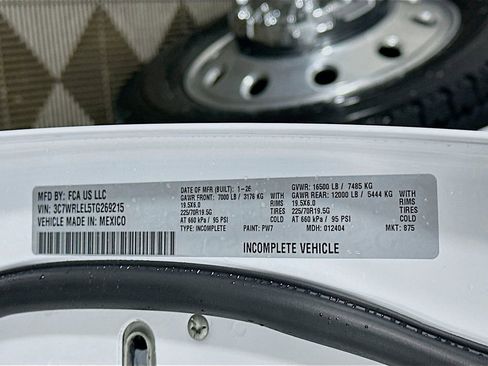 MFD BY: FCA US LLC
VIN: 3C7WRLEL5TG269215
VEHICLE MADE IN: MEXICO
DATE OF MFR (BUILT): 1-26
GVWR: 16500 LB / 7485 KG
GAWR FRONT: 7000 LB / 3176 KG
WITH
GAWR REAR: 12000 LB / 5444 KG
WITH
19.5X6.0
RIMS
19.5X6.0
RIMS
225/70R19.5G
TIRES
225/70R19.5G
TIRES
AT 660 kPa / 95 PSI
COLD
AT 660 kPa / 95 PSI
COLD
TYPE: INCOMPLETE
PAINT: PW7
MDH: 012404
MKT: 875
INCOMPLETE VEHICLE